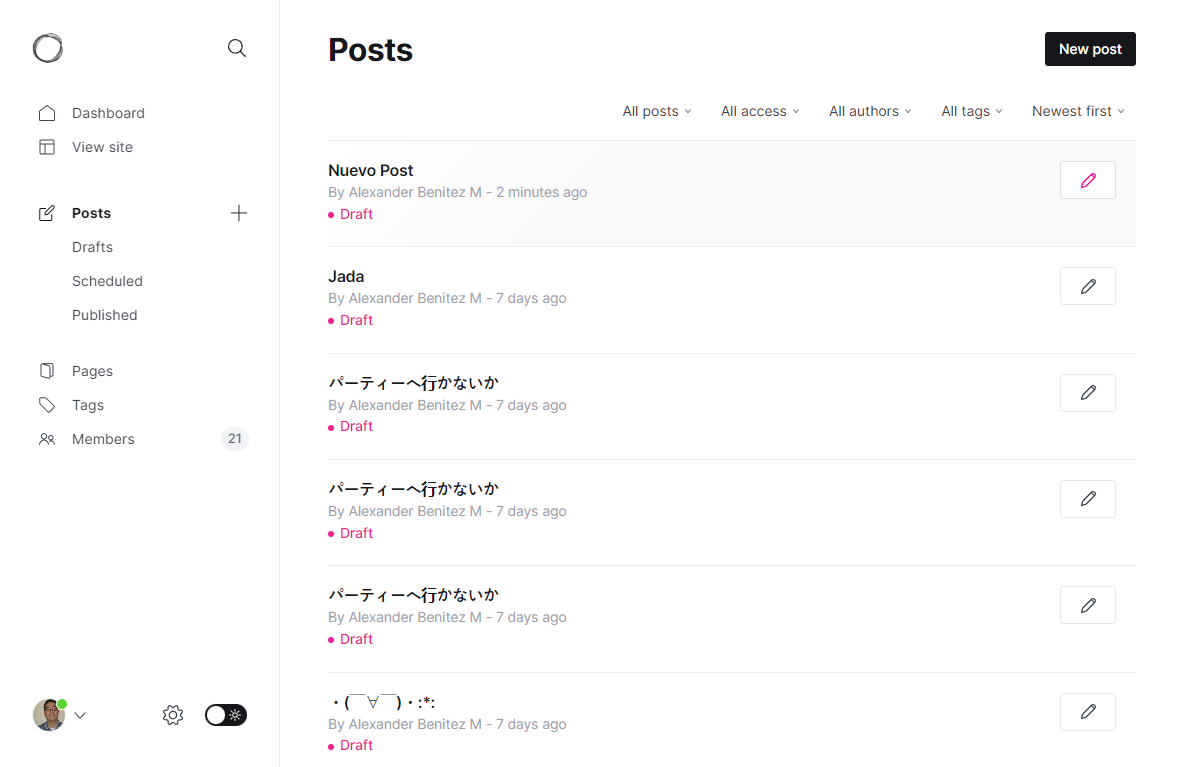 Dashboard
View site
Posts
Drafts
Scheduled
Published
Pages
Tags
Members 21
Posts
New post
All posts All access All authors All tags Newest first
Nuevo Post
By Alexander Benitez M - 2 minutes ago
Draft
Jada
By Alexander Benitez M - 7 days ago
Draft
パーティーへ行かないか
By Alexander Benitez M - 7 days ago
Draft
パーティーへ行かないか
By Alexander Benitez M - 7 days ago
Draft
パーティーへ行かないか
By Alexander Benitez M - 7 days ago
Draft
・(￣∀￣)・:*:
By Alexander Benitez M - 7 days ago
Draft